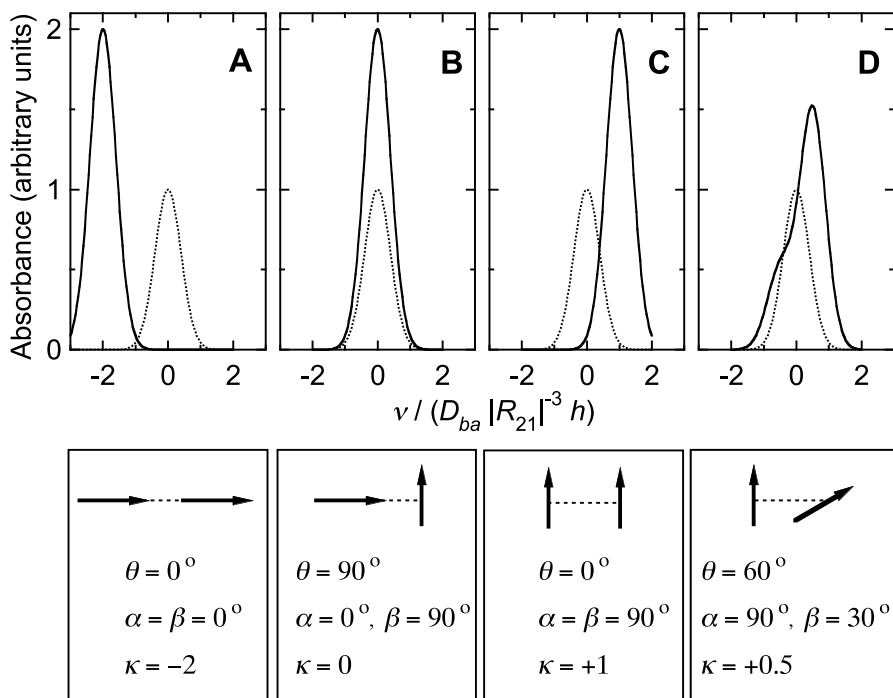 2
1
0
Absorbance (arbitrary units)
A
B
C
D
-2 0 2
-2 0 2
-2 0 2
-2 0 2
ν / (D_ba |R_21|^-3 h)
θ = 0°
α = β = 0°
κ = −2
θ = 90°
α = 0°, β = 90°
κ = 0
θ = 0°
α = β = 90°
κ = +1
θ = 60°
α = 90°, β = 30°
κ = +0.5